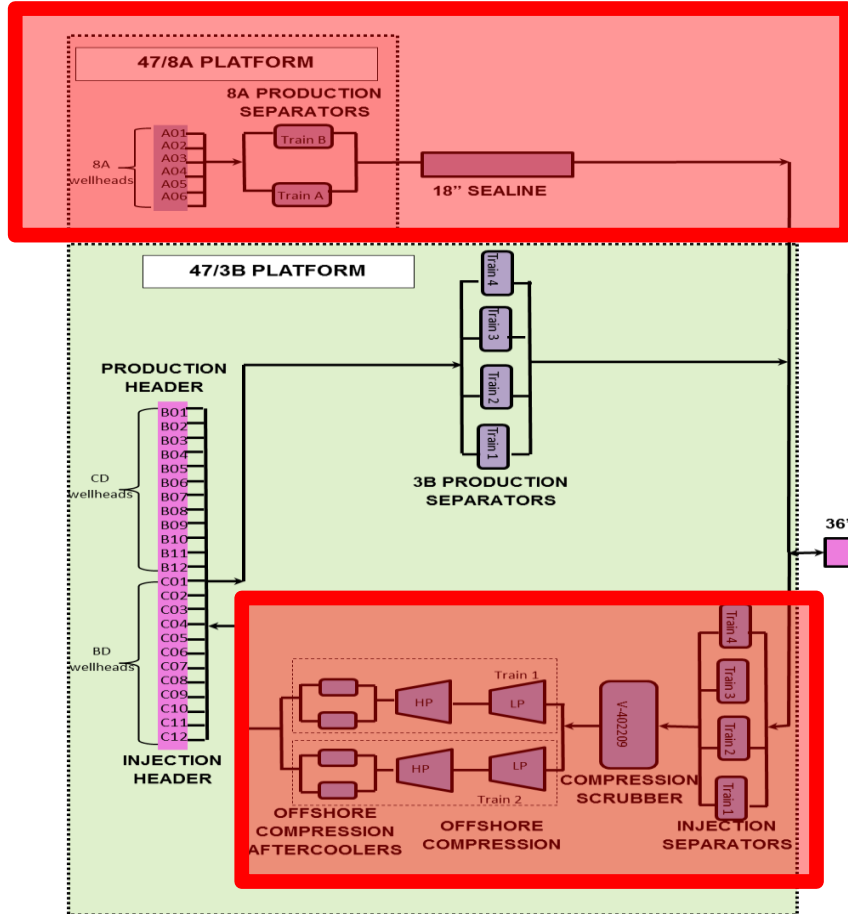 47/8A PLATFORM
8A PRODUCTION
SEPARATORS
A01
A02
A03
A04
A05
A06
8A
wellheads
Train B
Train A
18” SEALINE
47/3B PLATFORM
Train 4
Train 3
Train 2
Train 1
3B PRODUCTION
SEPARATORS
PRODUCTION
HEADER
B01
B02
B03
B04
B05
B06
B07
B08
B09
B10
B11
B12
C01
C02
C03
C04
C05
C06
C07
C08
C09
C10
C11
C12
CD
wellheads
BD
wellheads
INJECTION
HEADER
36”
Train 1
HP
LP
HP
LP
Train 2
OFFSHORE
COMPRESSION
AFTERCOOLERS
OFFSHORE
COMPRESSION
V-402209
COMPRESSION
SCRUBBER
Train 4
Train 3
Train 2
Train 1
INJECTION
SEPARATORS